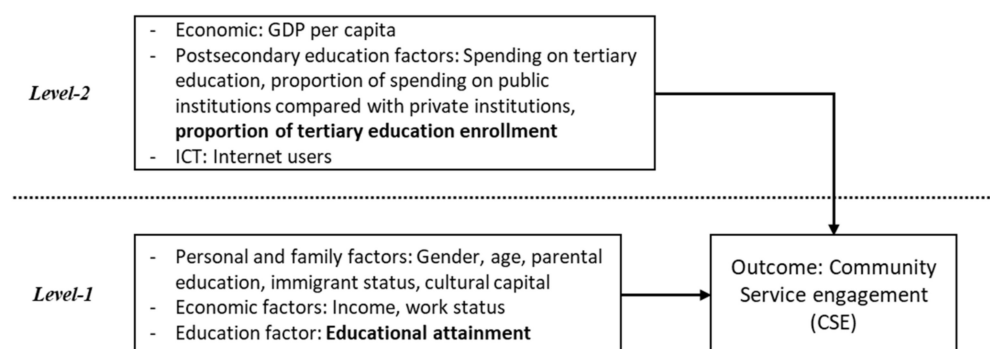 - Economic: GDP per capita
- Postsecondary education factors: Spending on tertiary
education, proportion of spending on public
institutions compared with private institutions,
proportion of tertiary education enrollment
- ICT: Internet users
Level-2
- Personal and family factors: Gender, age, parental
education, immigrant status, cultural capital
- Economic factors: Income, work status
- Education factor: Educational attainment
Level-1
Outcome: Community
Service engagement
(CSE)